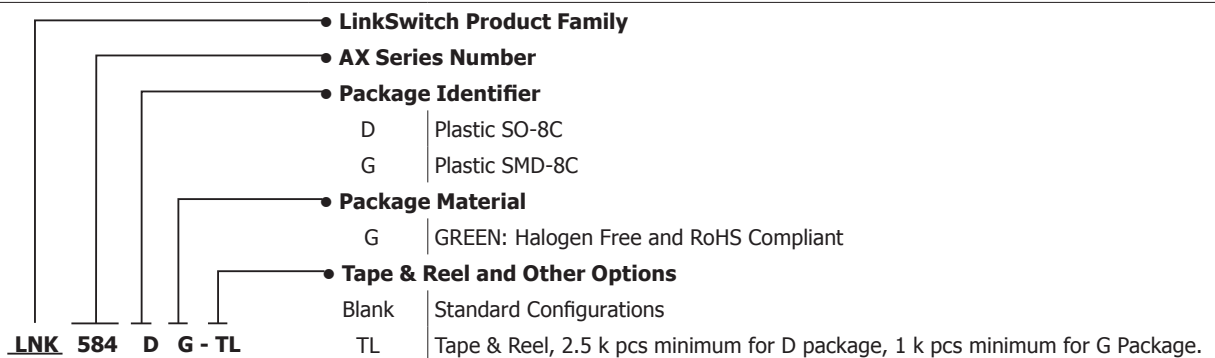 • LinkSwitch Product Family
• AX Series Number
• Package Identifier
D Plastic SO-8C
G Plastic SMD-8C
• Package Material
G GREEN: Halogen Free and RoHS Compliant
• Tape & Reel and Other Options
Blank Standard Configurations
LNK 584 D G - TL TL Tape & Reel, 2.5 k pcs minimum for D package, 1 k pcs minimum for G Package.